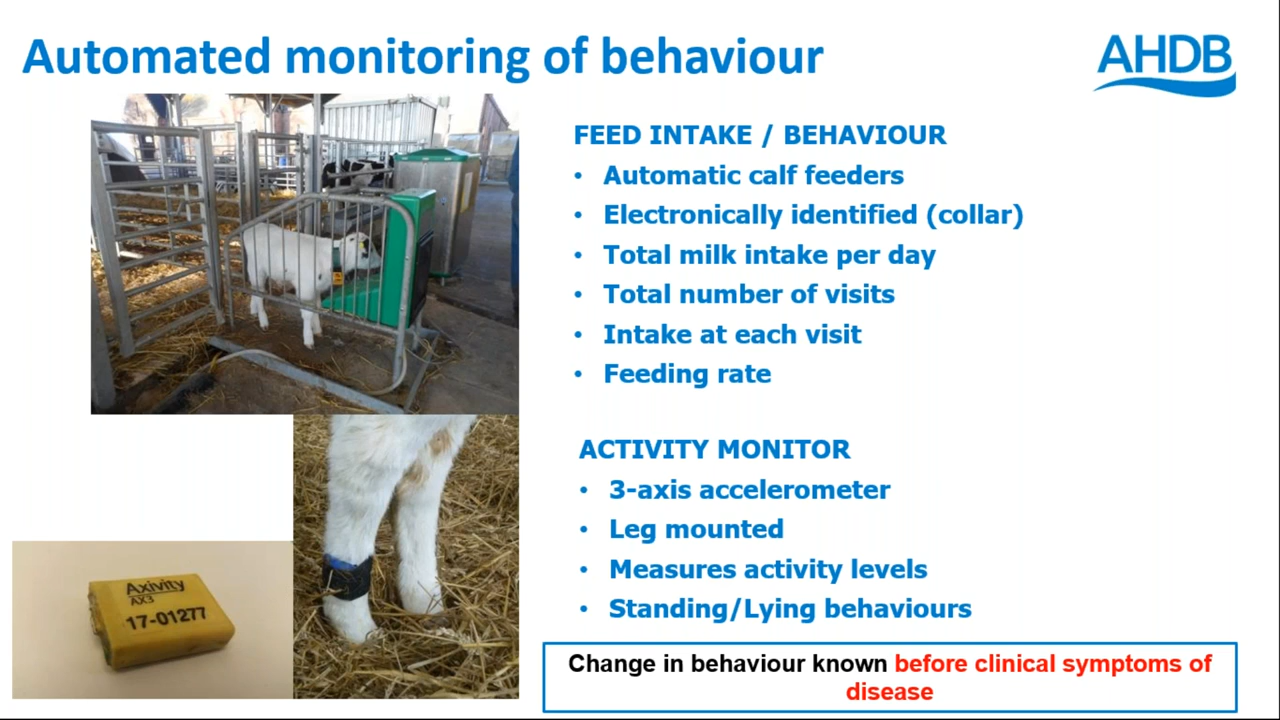 Automated monitoring of behaviour
AHDB
FEED INTAKE / BEHAVIOUR
• Automatic calf feeders
• Electronically identified (collar)
• Total milk intake per day
• Total number of visits
• Intake at each visit
• Feeding rate
ACTIVITY MONITOR
• 3-axis accelerometer
• Leg mounted
• Measures activity levels
• Standing/Lying behaviours
Axivity
AX3
17-01277
Change in behaviour known before clinical symptoms of
disease